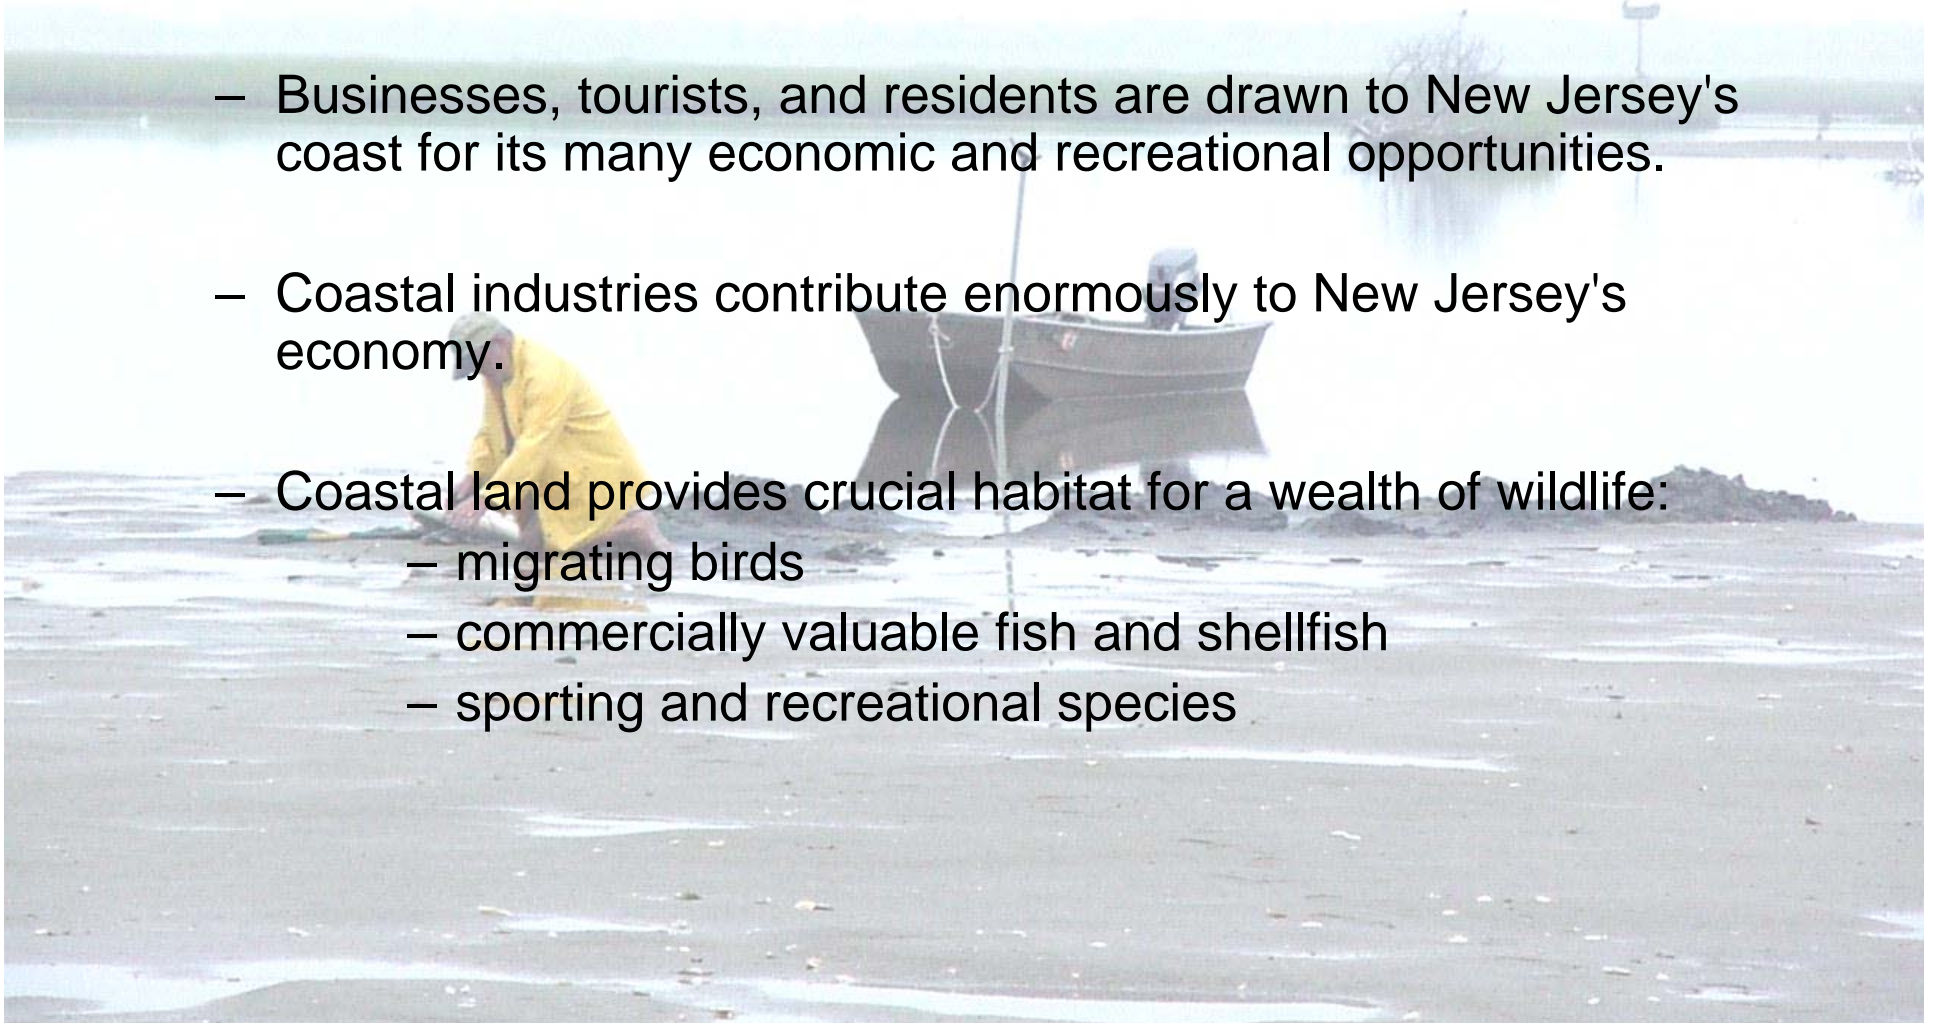 – Businesses, tourists, and residents are drawn to New Jersey's
coast for its many economic and recreational opportunities.
– Coastal industries contribute enormously to New Jersey's
economy.
– Coastal land provides crucial habitat for a wealth of wildlife:
– migrating birds
– commercially valuable fish and shellfish
– sporting and recreational species